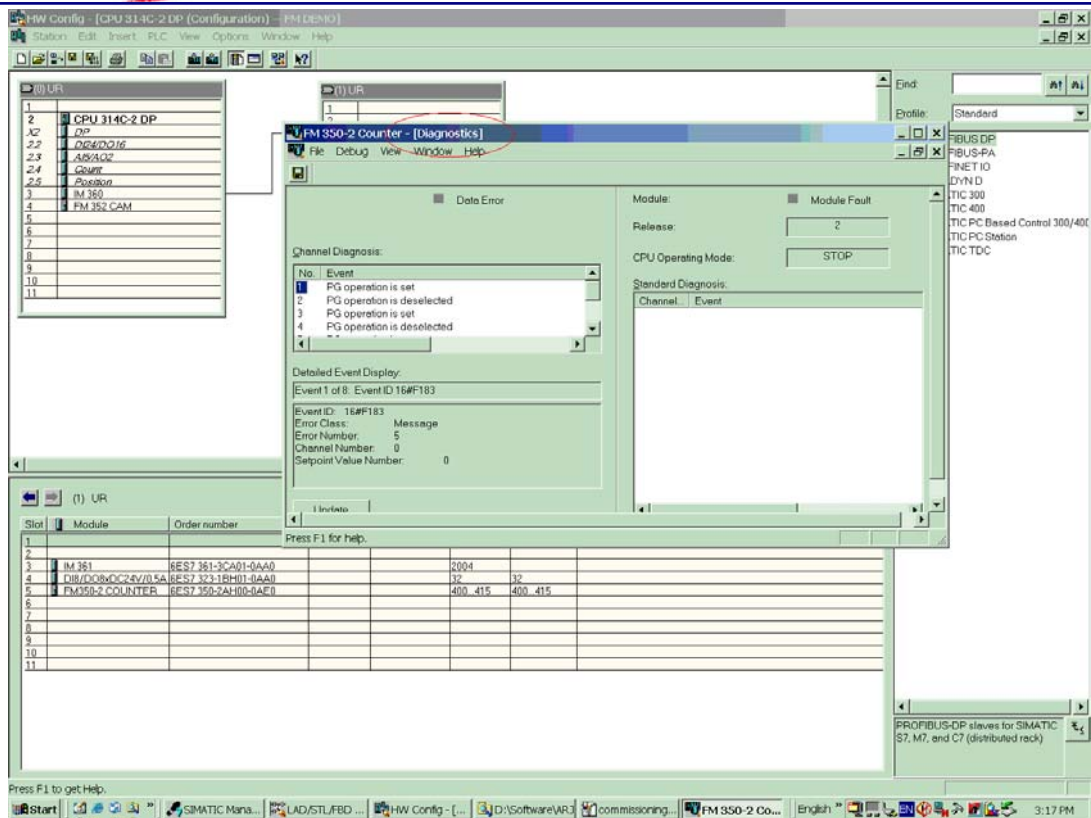 HW Config - [CPU 314C-2 DP (Configuration) -- FM DEMO]
Station Edit Insert PLC View Options Window Help
(0) UR
1
2 CPU 314C-2 DP
X2 DP
2.2 DI24/DO16
2.3 AI5/AO2
2.4 Count
2.5 Position
3 IM 360
4 FM 352 CAM
5
6
7
8
9
10
11
(1) UR
1
2
Find:
Profile: Standard
FIBUS DP
FIBUS-PA
FINET IO
DYN D
TIC 300
TIC 400
TIC PC Based Control 300/400
TIC PC Station
TIC TDC
FM 350-2 Counter - [Diagnostics]
File Debug View Window Help
Data Error
Channel Diagnosis:
No. Event
1 PG operation is set
2 PG operation is deselected
3 PG operation is set
4 PG operation is deselected
Detailed Event Display:
Event 1 of 8: Event ID 16#F183
Event ID: 16#F183
Error Class: Message
Error Number: 5
Channel Number: 0
Setpoint Value Number: 0
Update
Module: Module Fault
Release: 2
CPU Operating Mode: STOP
Standard Diagnosis:
Channel... Event
Press F1 for help.
(1) UR
Slot Module Order number
1
2
3 IM 361 6ES7 361-3CA01-0AA0 2004
4 DI8/DO8xDC24V/0,5A 6ES7 323-1BH01-0AA0 32 32
5 FM350-2 COUNTER 6ES7 350-2AH00-0AE0 400...415 400...415
6
7
8
9
10
11
PROFIBUS-DP slaves for SIMATIC
S7, M7, and C7 (distributed rack)
Press F1 to get Help.
Start SIMATIC Mana... LAD/STL/FBD ... HW Config - [... D:\Software\ARJ commissioning... FM 350-2 Co... English EN 3:17 PM